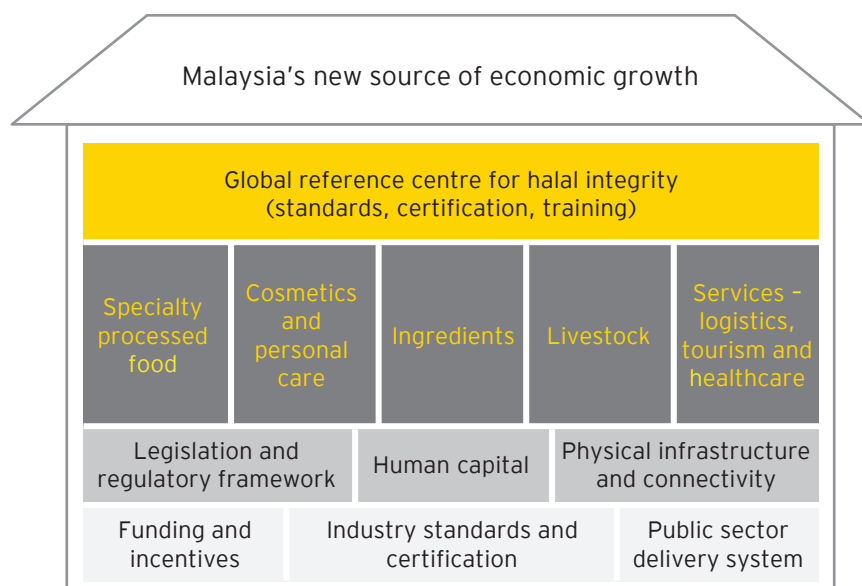 Malaysia's new source of economic growth
Global reference centre for halal integrity
(standards, certification, training)
Specialty
processed
food
Cosmetics
and
personal
care
Ingredients
Livestock
Services –
logistics,
tourism and
healthcare
Legislation and
regulatory framework
Human capital
Physical infrastructure
and connectivity
Funding and
incentives
Industry standards and
certification
Public sector
delivery system